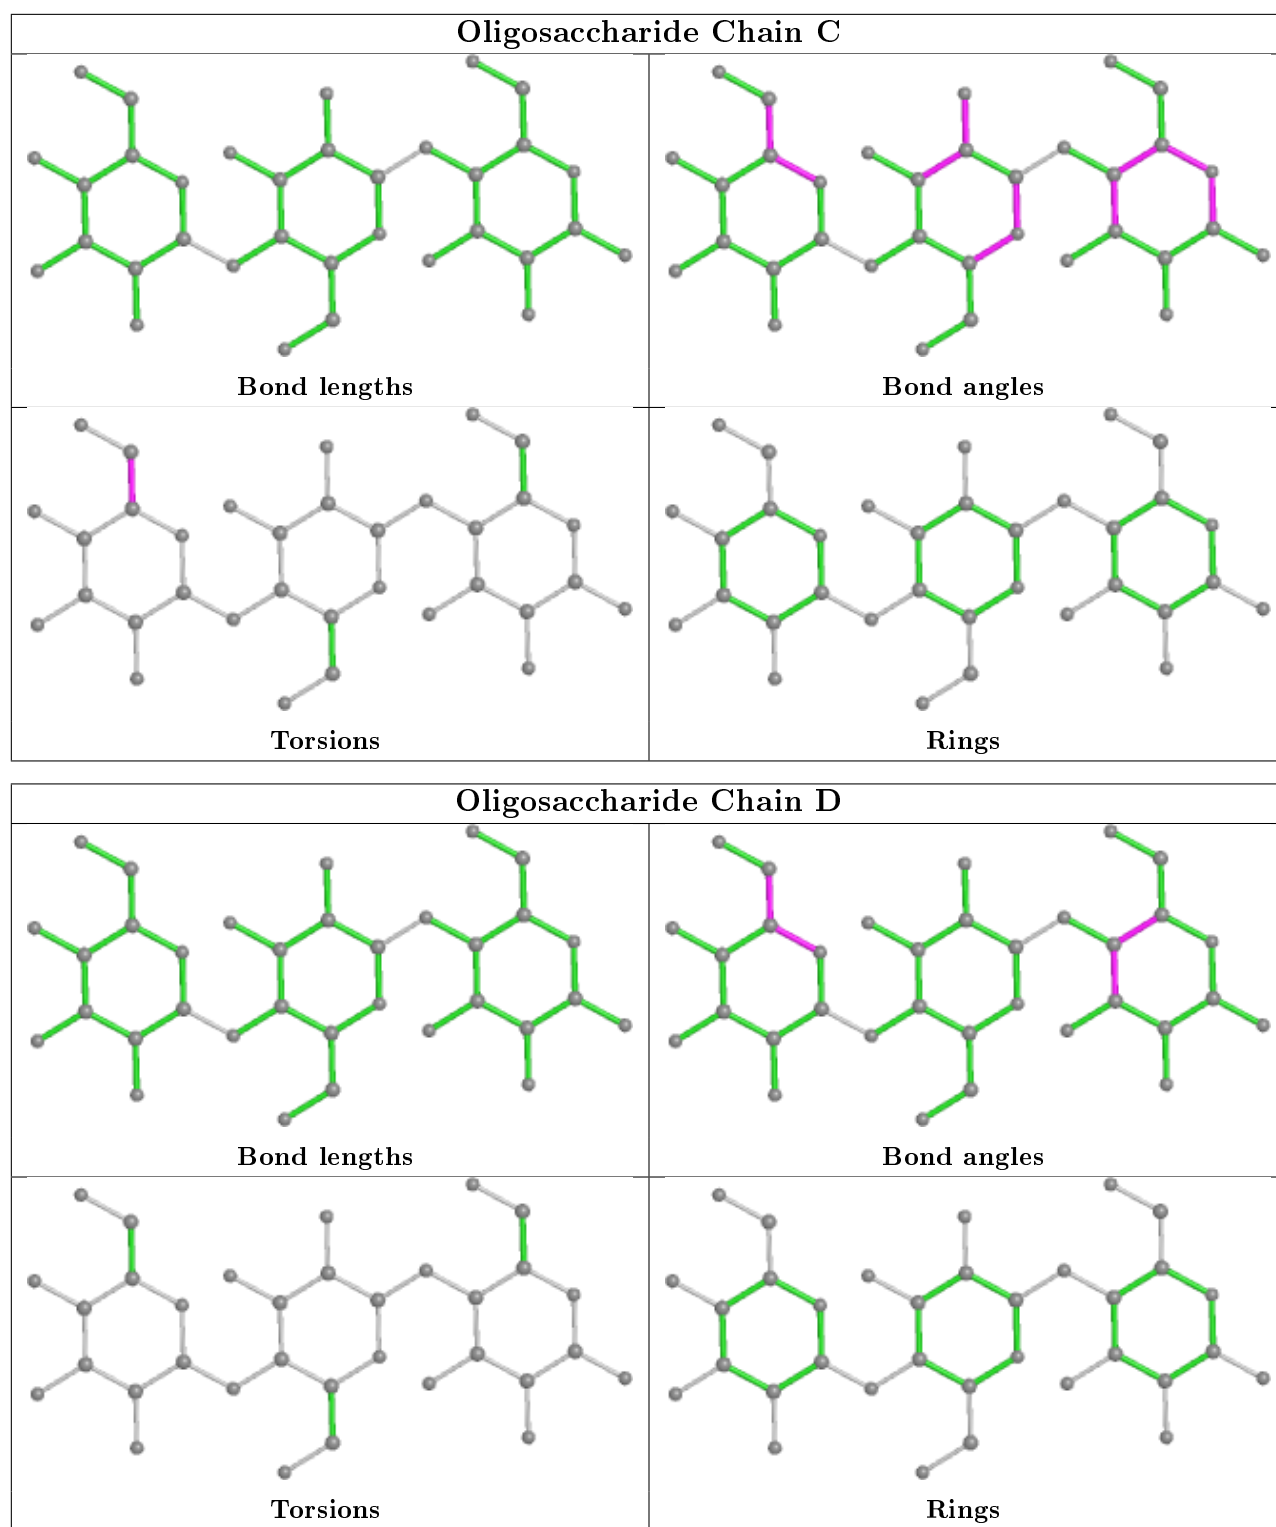 Oligosaccharide Chain C
Bond lengths
Bond angles
Torsions
Rings
Oligosaccharide Chain D
Bond lengths
Bond angles
Torsions
Rings